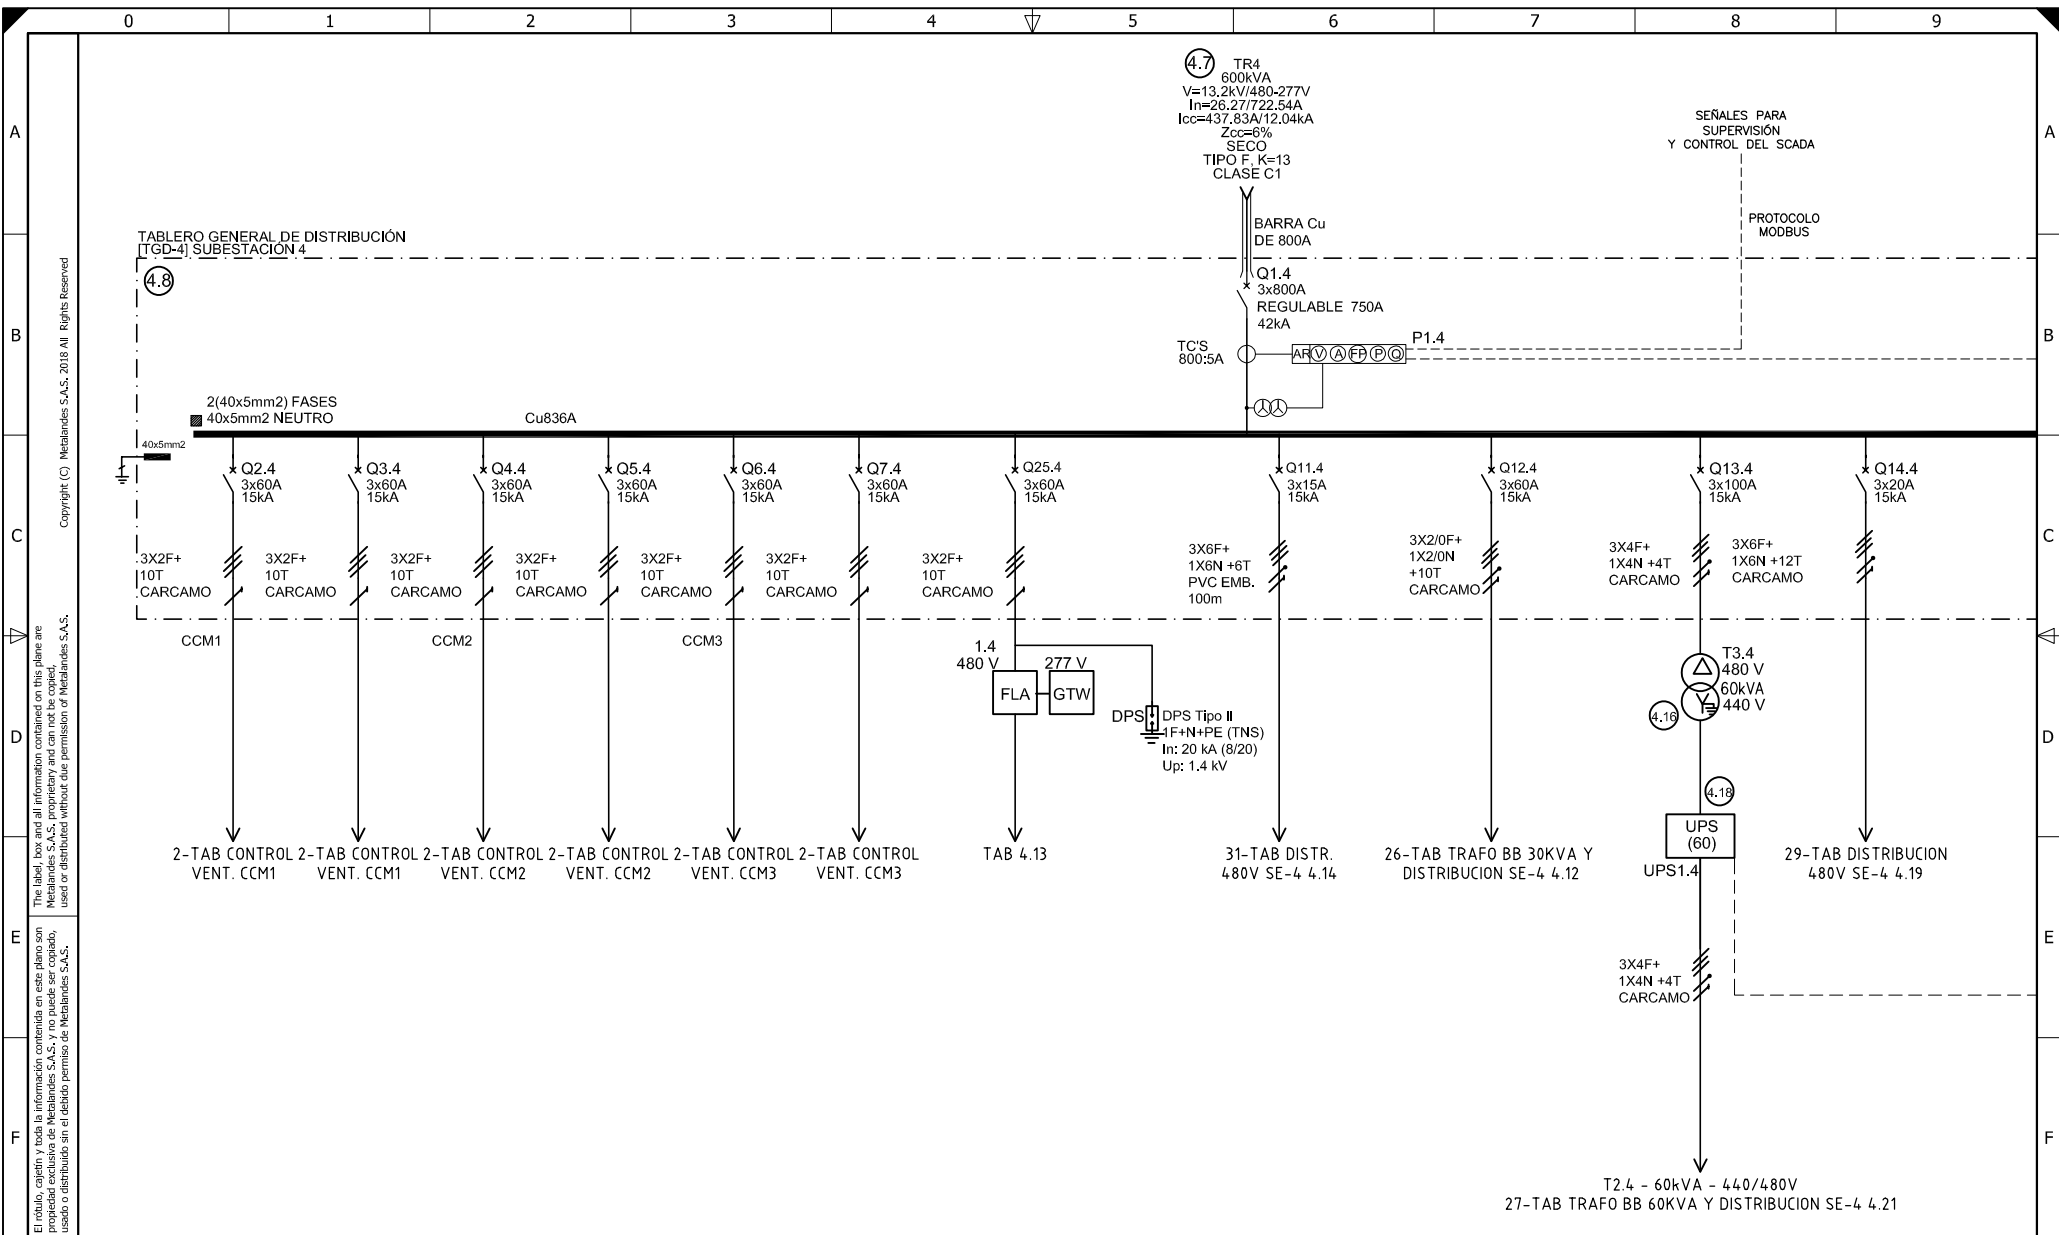 0 1 2 3 4 5 6 7 8 9
A
B
C
D
E
F
A
B
C
D
E
F
Copyright (C) Metalandes S.A.S. 2018 All Rights Reserved
The label, box and all information contained on this plane are
Metalandes S.A.S. proprietary and can not be copied,
used or distributed without due permission of Metalandes S.A.S.
El rótulo, cajetín y toda la información contenida en este plano son
propiedad exclusiva de Metalandes S.A.S. y no puede ser copiado,
usado o distribuido sin el debido permiso de Metalandes S.A.S.
4.7
TR4
600kVA
V=13.2kV/480-277V
In=26.27/722.54A
Icc=437.83A/12.04kA
Zcc=6%
SECO
TIPO F, K=13
CLASE C1
BARRA Cu
DE 800A
SEÑALES PARA
SUPERVISIÓN
Y CONTROL DEL SCADA
PROTOCOLO
MODBUS
TABLERO GENERAL DE DISTRIBUCIÓN
[TGD-4] SUBESTACIÓN 4
4.8
Q1.4
3x800A
REGULABLE 750A
42kA
TC'S
800:5A
AR V A FP P Q
P1.4
2(40x5mm2) FASES
40x5mm2 NEUTRO
Cu836A
40x5mm2
Q2.4
3x60A
15kA
Q3.4
3x60A
15kA
Q4.4
3x60A
15kA
Q5.4
3x60A
15kA
Q6.4
3x60A
15kA
Q7.4
3x60A
15kA
Q25.4
3x60A
15kA
Q11.4
3x15A
15kA
Q12.4
3x60A
15kA
Q13.4
3x100A
15kA
Q14.4
3x20A
15kA
3X2F+
10T
CARCAMO
3X2F+
10T
CARCAMO
3X2F+
10T
CARCAMO
3X2F+
10T
CARCAMO
3X2F+
10T
CARCAMO
3X2F+
10T
CARCAMO
3X2F+
10T
CARCAMO
3X6F+
1X6N +6T
PVC EMB.
100m
3X2/0F+
1X2/0N
+10T
CARCAMO
3X4F+
1X4N +4T
CARCAMO
3X6F+
1X6N +12T
CARCAMO
CCM1
CCM2
CCM3
1.4
480 V
277 V
FLA
GTW
DPS
DPS Tipo II
1F+N+PE (TNS)
In: 20 kA (8/20)
Up: 1.4 kV
T3.4
480 V
60kVA
440 V
4.16
4.18
UPS
(60)
UPS1.4
2-TAB CONTROL
VENT. CCM1
2-TAB CONTROL
VENT. CCM1
2-TAB CONTROL
VENT. CCM2
2-TAB CONTROL
VENT. CCM2
2-TAB CONTROL
VENT. CCM3
2-TAB CONTROL
VENT. CCM3
TAB 4.13
31-TAB DISTR.
480V SE-4 4.14
26-TAB TRAFO BB 30KVA Y
DISTRIBUCION SE-4 4.12
29-TAB DISTRIBUCION
480V SE-4 4.19
3X4F+
1X4N +4T
CARCAMO
T2.4 - 60kVA - 440/480V
27-TAB TRAFO BB 60KVA Y DISTRIBUCION SE-4 4.21